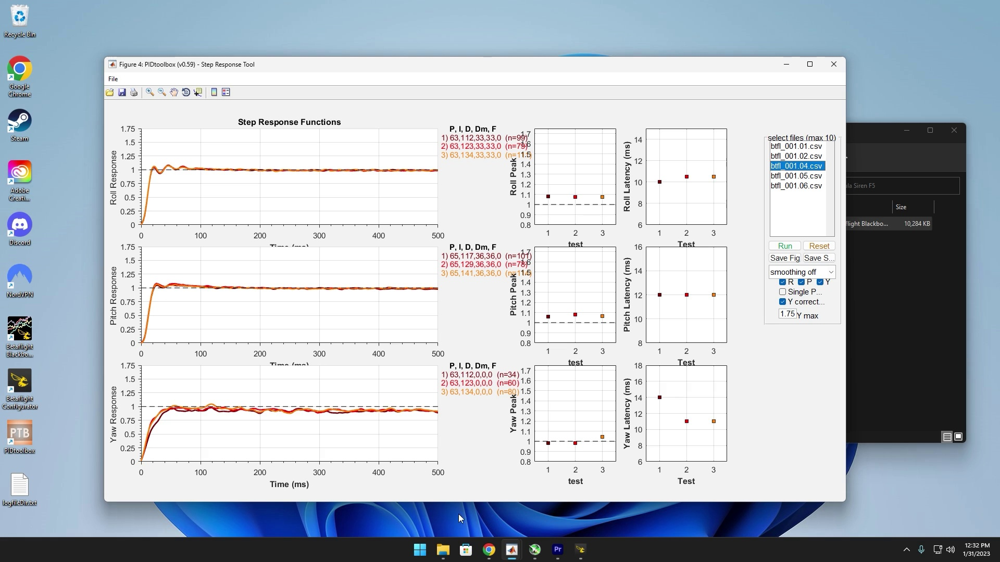 Recycle Bin
Google
Chrome
Steam
Adobe
Creati...
Discord
NordVPN
Betaflight
Blackbo...
Betaflight
Configurator
PTB
PIDtoolbox
logfileDir.txt
Figure 4: PIDtoolbox (v0.59) - Step Response Tool
File
Step Response Functions
Roll Response
1.75
1.5
1.25
1
0.75
0.5
0.25
0
0 100 200 300 400 500
Time (ms)
P, I, D, Dm, F
1) 63,112,33,33,0 (n=99)
2) 63,123,33,33,0 (n=79)
3) 63,134,33,33,0
Roll Peak
1.7
1.6
1.5
1.4
1.3
1.2
1.1
1
0.9
0.8
1 2 3
test
Roll Latency (ms)
14
12
10
8
6
1 2 3
Test
Pitch Response
1.75
1.5
1.25
1
0.75
0.5
0.25
0
0 100 200 300 400 500
Time (ms)
P, I, D, Dm, F
1) 65,117,36,36,0 (n=101)
2) 65,129,36,36,0 (n=78)
3) 65,141,36,36,0
Pitch Peak
1.7
1.6
1.5
1.4
1.3
1.2
1.1
1
0.9
0.8
1 2 3
test
Pitch Latency (ms)
16
14
12
10
8
1 2 3
Test
Yaw Response
1.75
1.5
1.25
1
0.75
0.5
0.25
0
0 100 200 300 400 500
Time (ms)
P, I, D, Dm, F
1) 63,112,0,0,0 (n=34)
2) 63,123,0,0,0 (n=60)
3) 63,134,0,0,0 (n=80)
Yaw Peak
1.7
1.6
1.5
1.4
1.3
1.2
1.1
1
0.9
0.8
1 2 3
test
Yaw Latency (ms)
18
16
14
12
10
8
6
1 2 3
Test
select files (max 10)
btfl_001.01.csv
btfl_001.02.csv
btfl_001.04.csv
btfl_001.05.csv
btfl_001.06.csv
Run Reset
Save Fig Save S...
smoothing off
R P Y
Single P...
Y correct...
1.75 Y max
Siren F5
Size
flight Blackbo... 10,284 KB
Pr
12:32 PM
1/31/2023